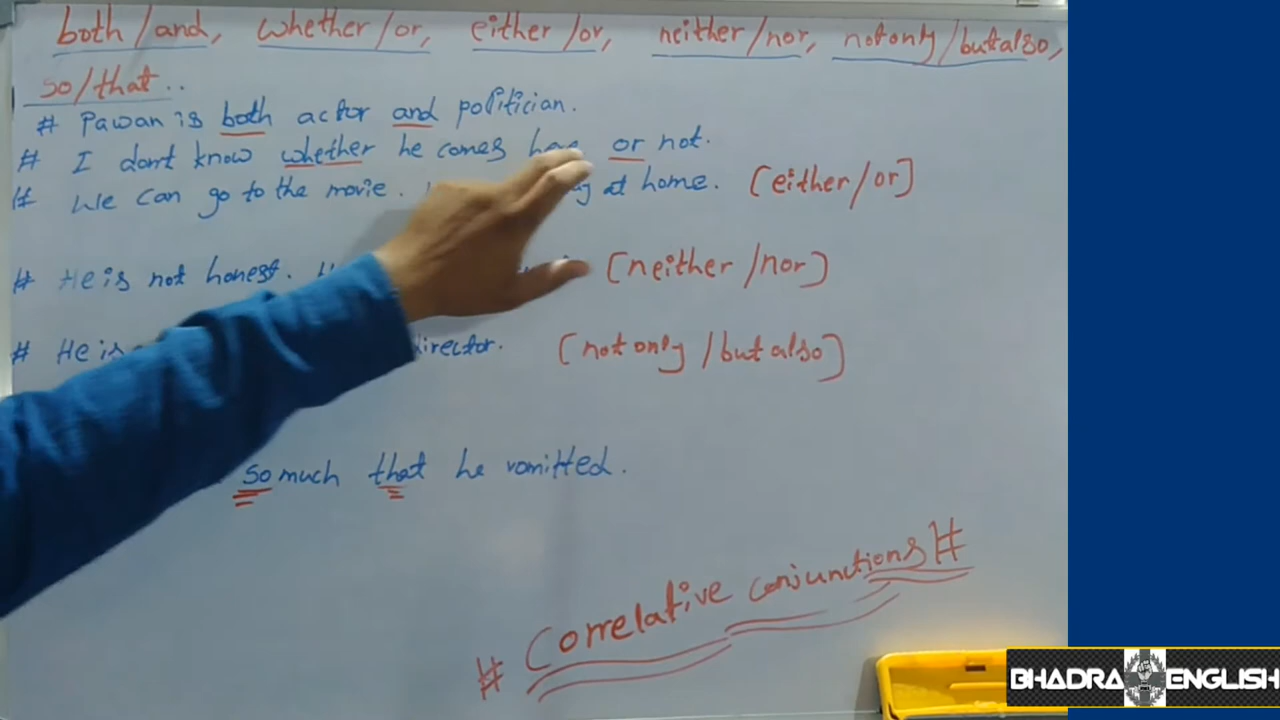 both/and, whether/or, either/or, neither/nor, not only/but also,
so/that..
# Pawan is both actor and politician.
# I don't know whether he comes or not.
# We can go to the movie. at home. [either/or]
# He is not honest. [neither/nor]
# He is director. [not only/but also]
so much that he vomitted.
# Correlative conjunctions #
BHADRA ENGLISH